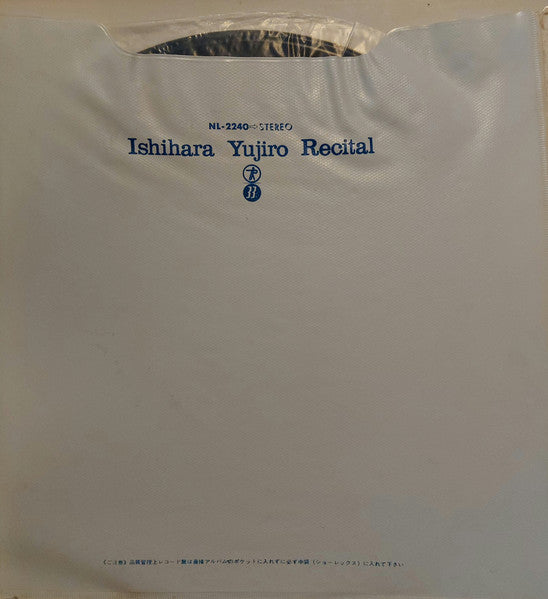 NL-2240⇨STEREO
Ishihara Yujiro Recital
33
《ご注意》品質管理上レコード盤は直接アルバムのポケットに入れずに必ず中袋（ショーレックス）に入れて下さい